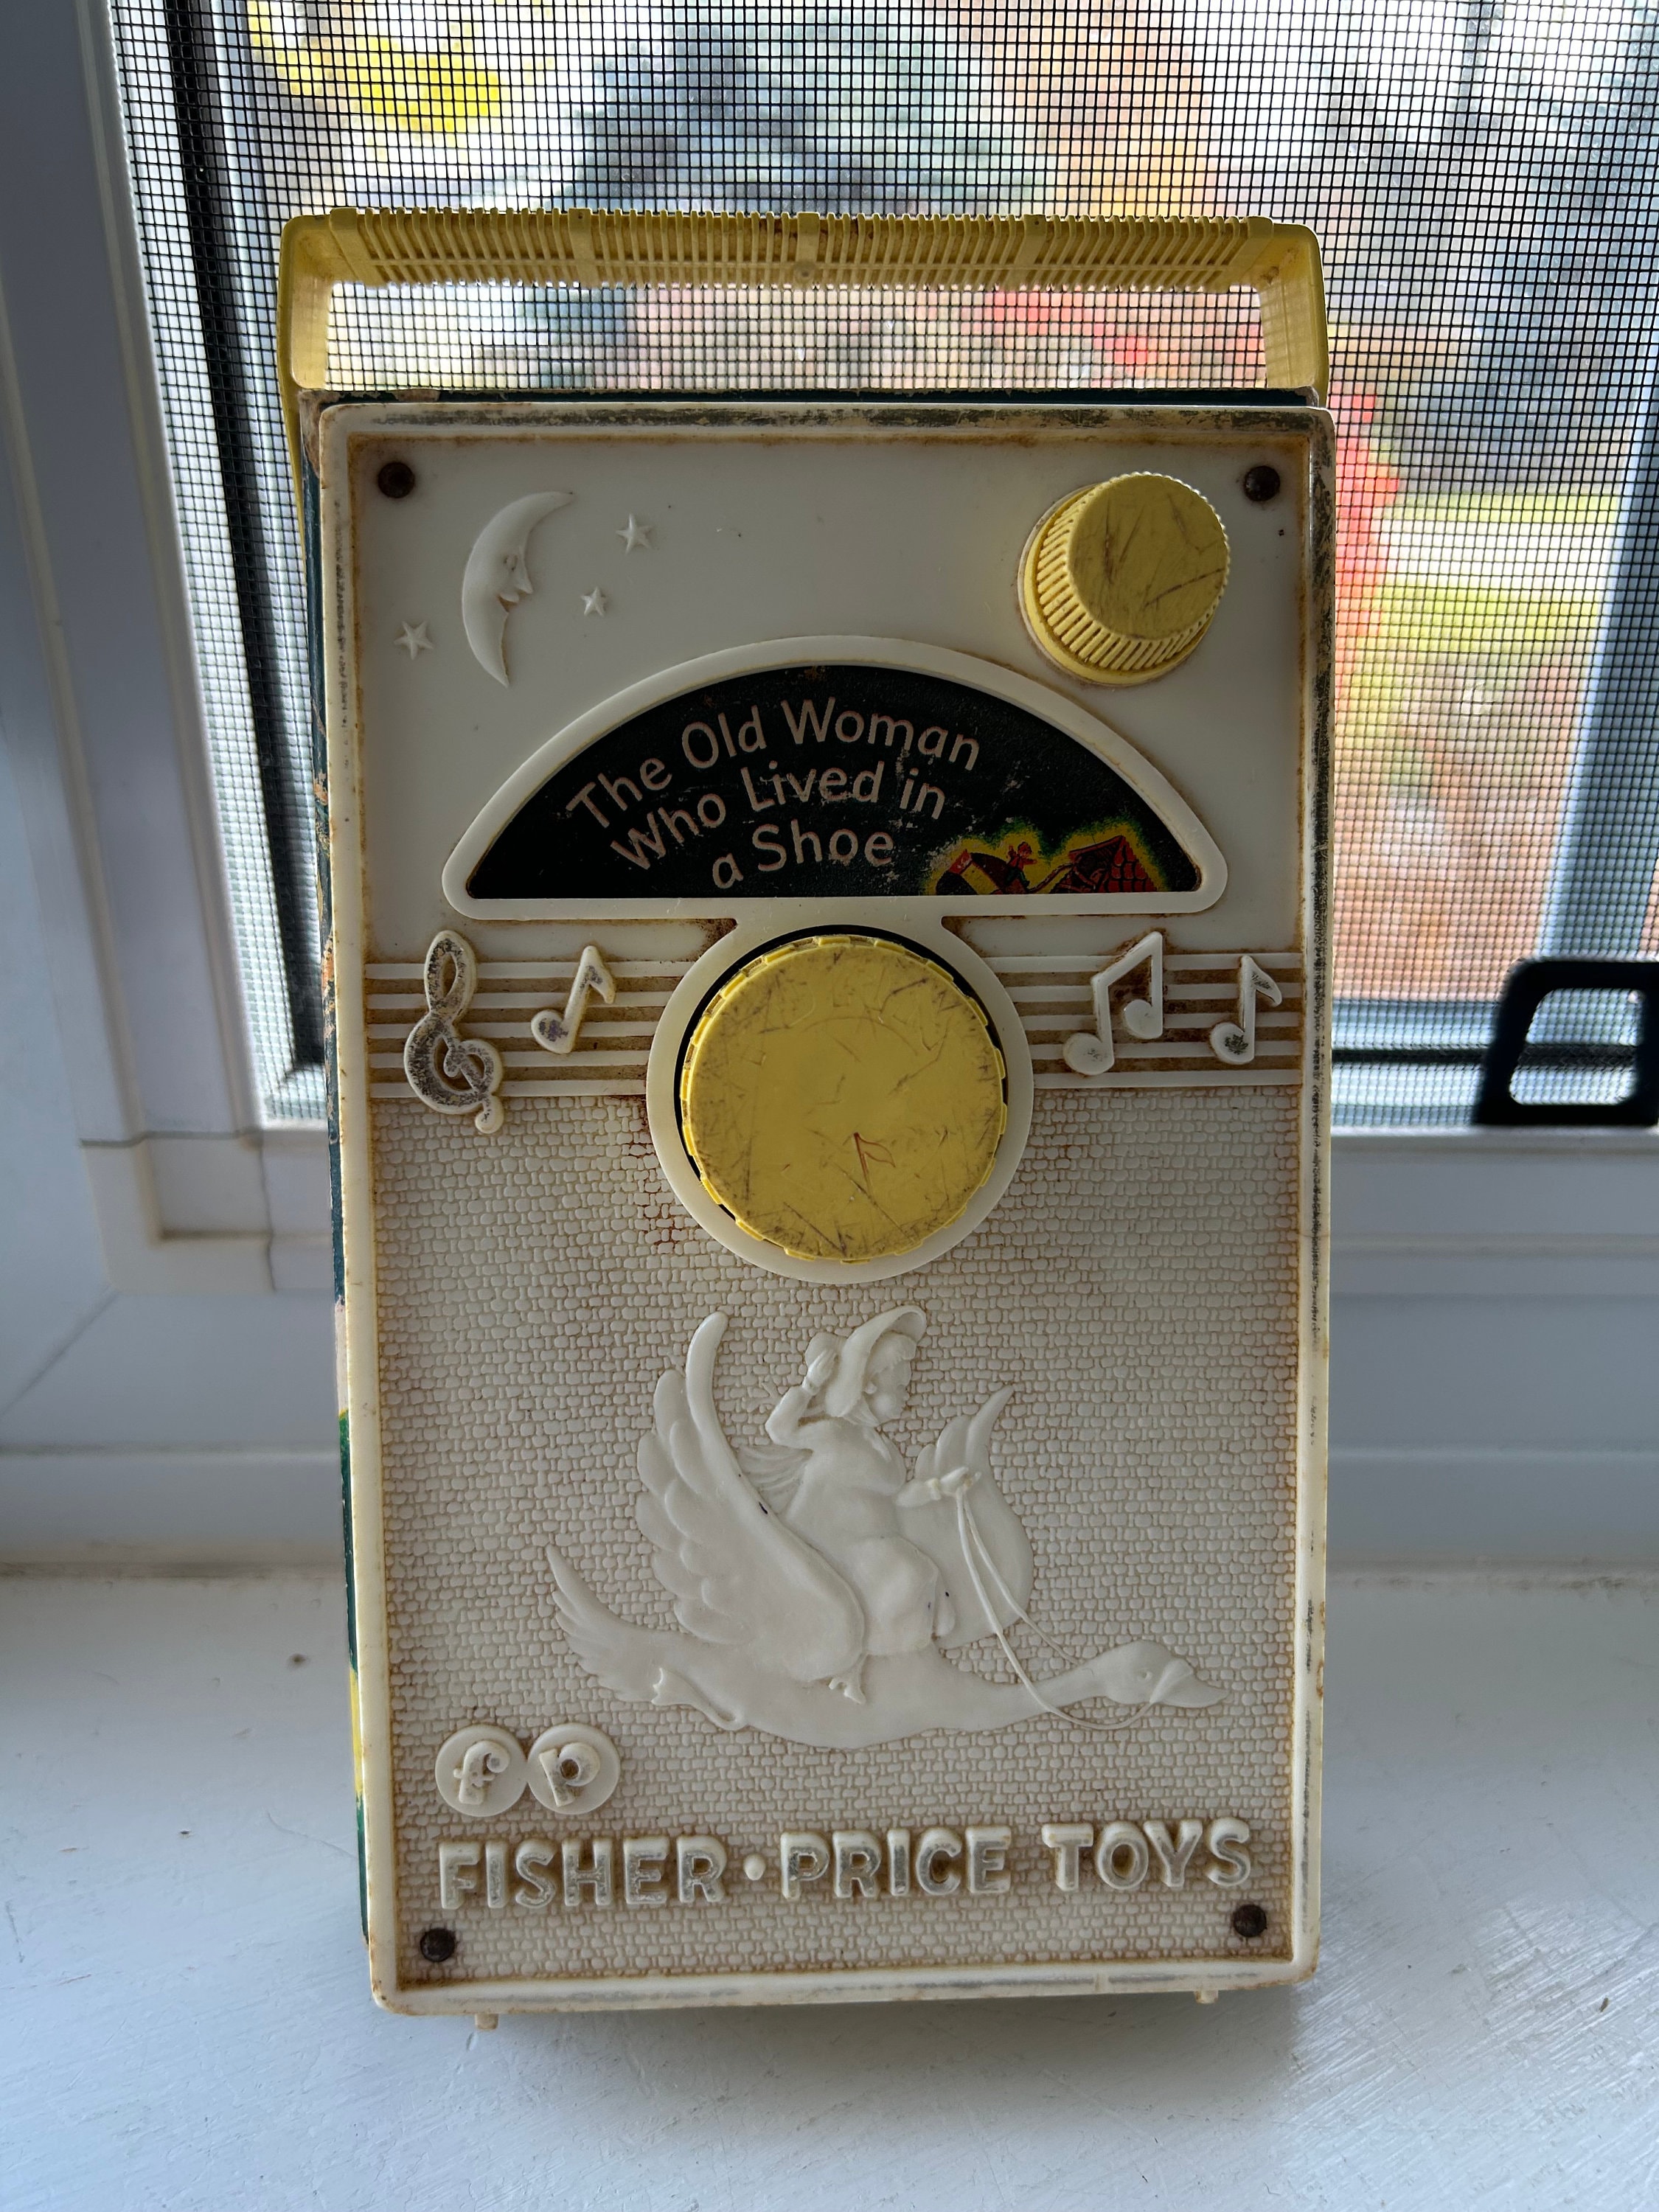 The Old Woman
Who Lived in
a Shoe
fp
FISHER·PRICE TOYS